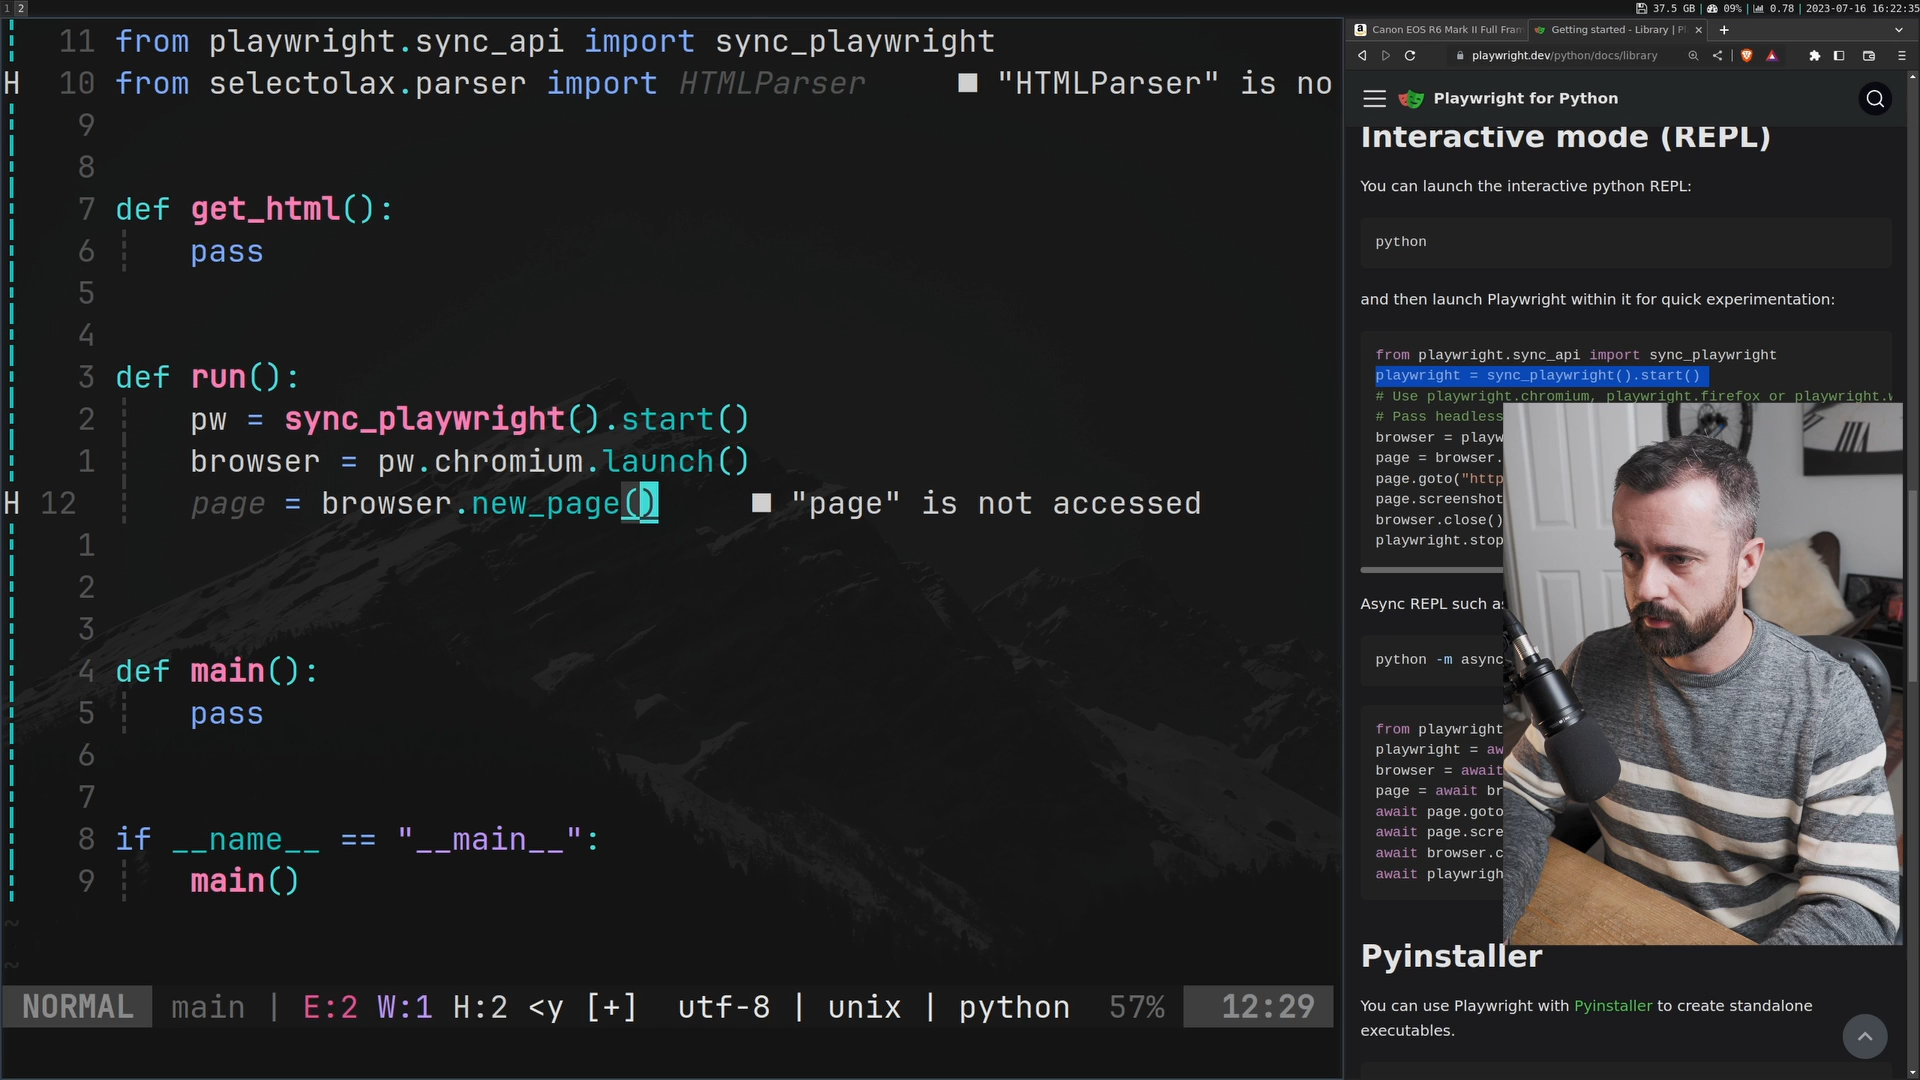 1 2
37.5 GB | 09% | 0.78 | 2023-07-16 16:22:35
11 from playwright.sync_api import sync_playwright
H 10 from selectolax.parser import HTMLParser ■ "HTMLParser" is no
9
8
7 def get_html():
6 pass
5
4
3 def run():
2 pw = sync_playwright().start()
1 browser = pw.chromium.launch()
H 12 page = browser.new_page() ■ "page" is not accessed
1
2
3
4 def main():
5 pass
6
7
8 if __name__ == "__main__":
9 main()
~
~
NORMAL main | E:2 W:1 H:2 <y [+] utf-8 | unix | python 57% 12:29
Canon EOS R6 Mark II Full Fram
Getting started - Library | Pl
playwright.dev/python/docs/library
Playwright for Python
Interactive mode (REPL)
You can launch the interactive python REPL:
python
and then launch Playwright within it for quick experimentation:
from playwright.sync_api import sync_playwright
playwright = sync_playwright().start()
# Use playwright.chromium, playwright.firefox or playwright.w
# Pass headless
browser = playw
page = browser.
page.goto("http
page.screenshot
browser.close()
playwright.stop
Async REPL such as
python -m async
from playwright
playwright = aw
browser = await
page = await br
await page.goto
await page.scre
await browser.c
await playwrigh
Pyinstaller
You can use Playwright with Pyinstaller to create standalone
executables.